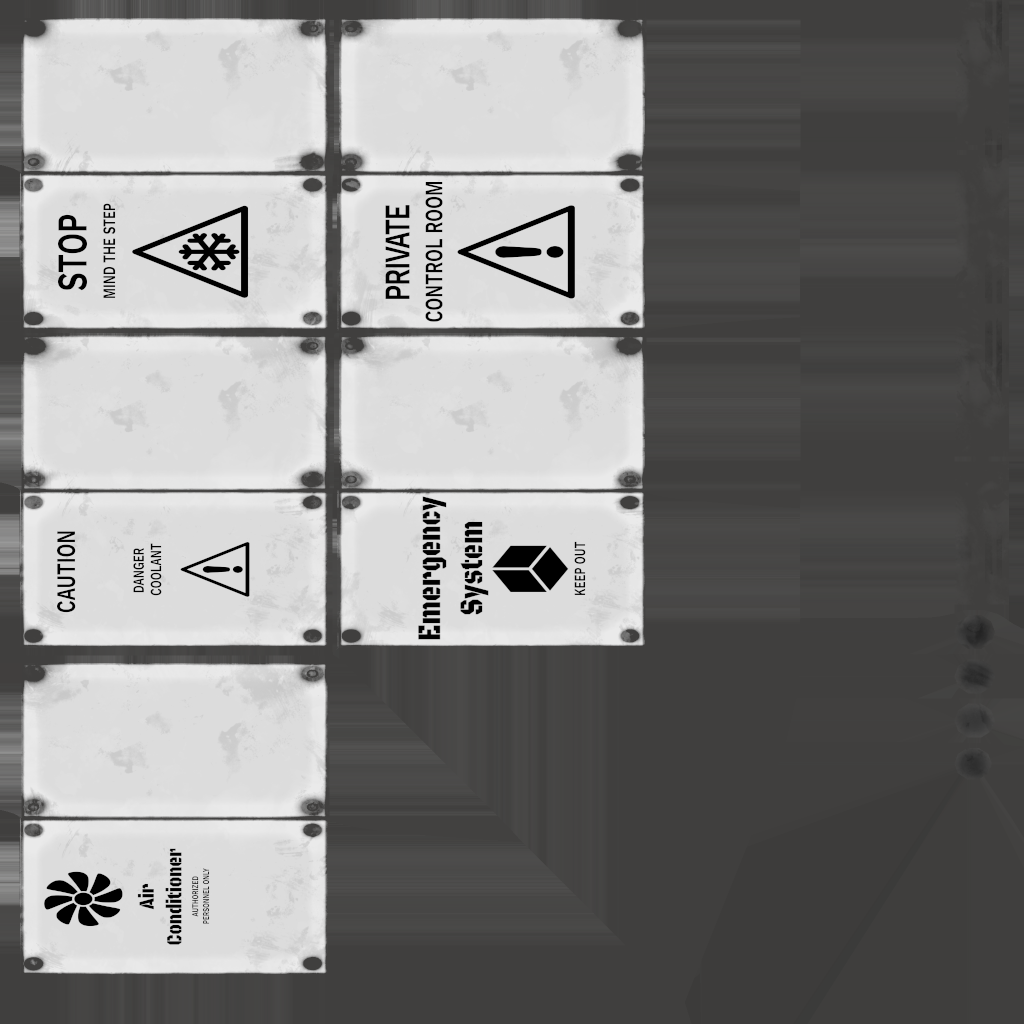 STOP
MIND THE STEP
PRIVATE
CONTROL ROOM
CAUTION
DANGER
COOLANT
Emergency
System
KEEP OUT
Air
Conditioner
AUTHORIZED
PERSONNEL ONLY